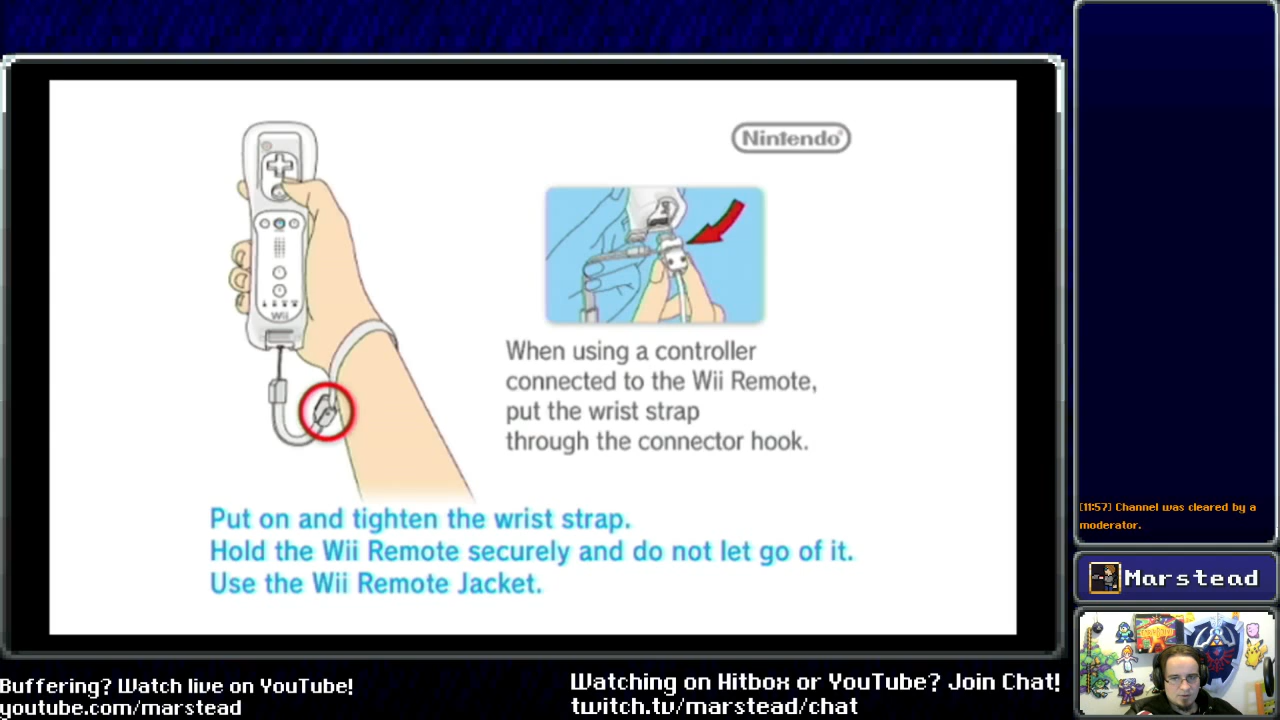 Nintendo
Wii
When using a controller
connected to the Wii Remote,
put the wrist strap
through the connector hook.
Put on and tighten the wrist strap.
Hold the Wii Remote securely and do not let go of it.
Use the Wii Remote Jacket.
[11:57] Channel was cleared by a
moderator.
Marstead
Buffering? Watch live on YouTube!
youtube.com/marstead
Watching on Hitbox or YouTube? Join Chat!
twitch.tv/marstead/chat